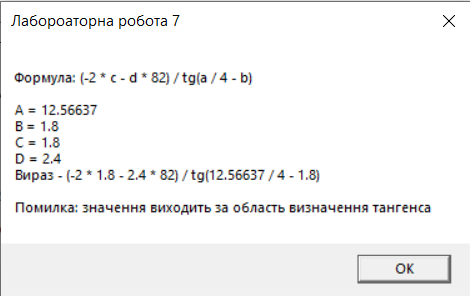 Лабороаторна робота 7
Формула: (-2 * c - d * 82) / tg(a / 4 - b)
A = 12.56637
B = 1.8
C = 1.8
D = 2.4
Вираз - (-2 * 1.8 - 2.4 * 82) / tg(12.56637 / 4 - 1.8)
Помилка: значення виходить за область визначення тангенса
OK